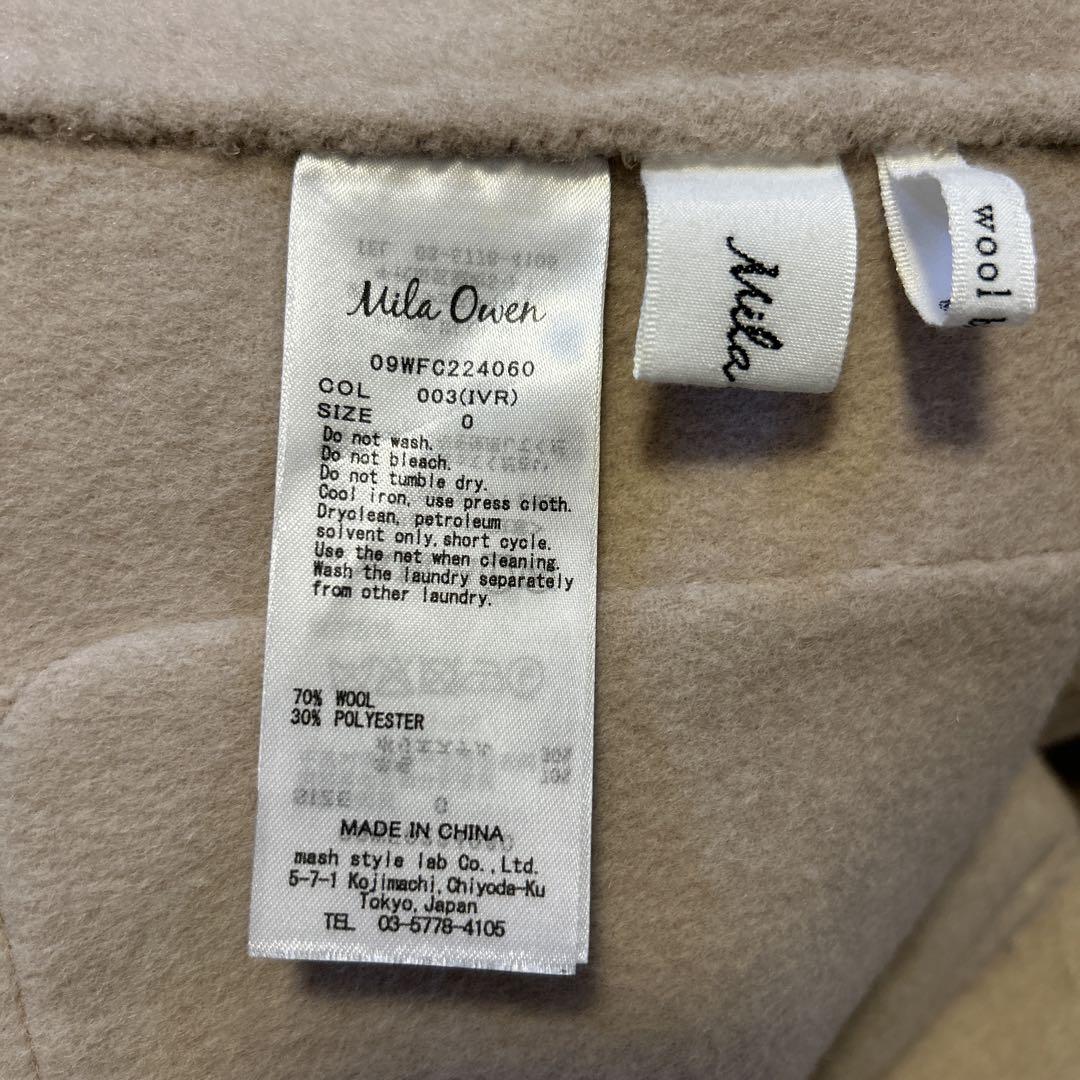 Mila Owen
09WFC224060
COL 003(IVR)
SIZE 0
Do not wash.
Do not bleach.
Do not tumble dry.
Cool iron, use press cloth.
Dryclean, petroleum
solvent only,short cycle.
Use the net when cleaning.
Wash the laundry separately
from other laundry.
70% WOOL
30% POLYESTER
MADE IN CHINA
mash style lab Co.,Ltd.
5-7-1 Kojimachi,Chiyoda-Ku
Tokyo,Japan
TEL 03-5778-4105
Mila
wool